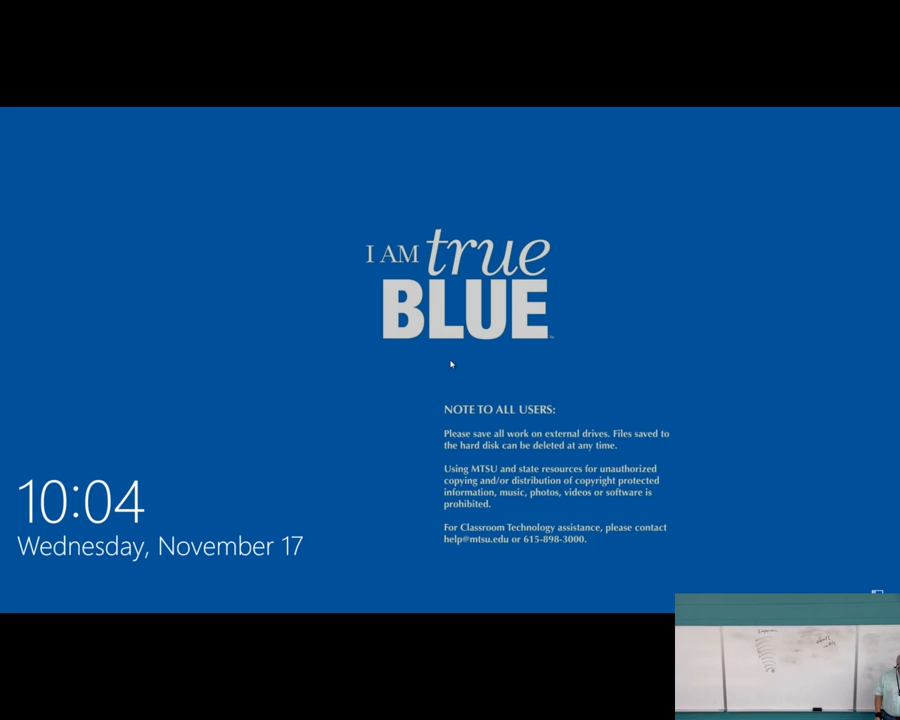 I AM true
BLUE
NOTE TO ALL USERS:
Please save all work on external drives. Files saved to
the hard disk can be deleted at any time.
Using MTSU and state resources for unauthorized
copying and/or distribution of copyright protected
information, music, photos, videos or software is
prohibited.
For Classroom Technology assistance, please contact
help@mtsu.edu or 615-898-3000.
10:04
Wednesday, November 17